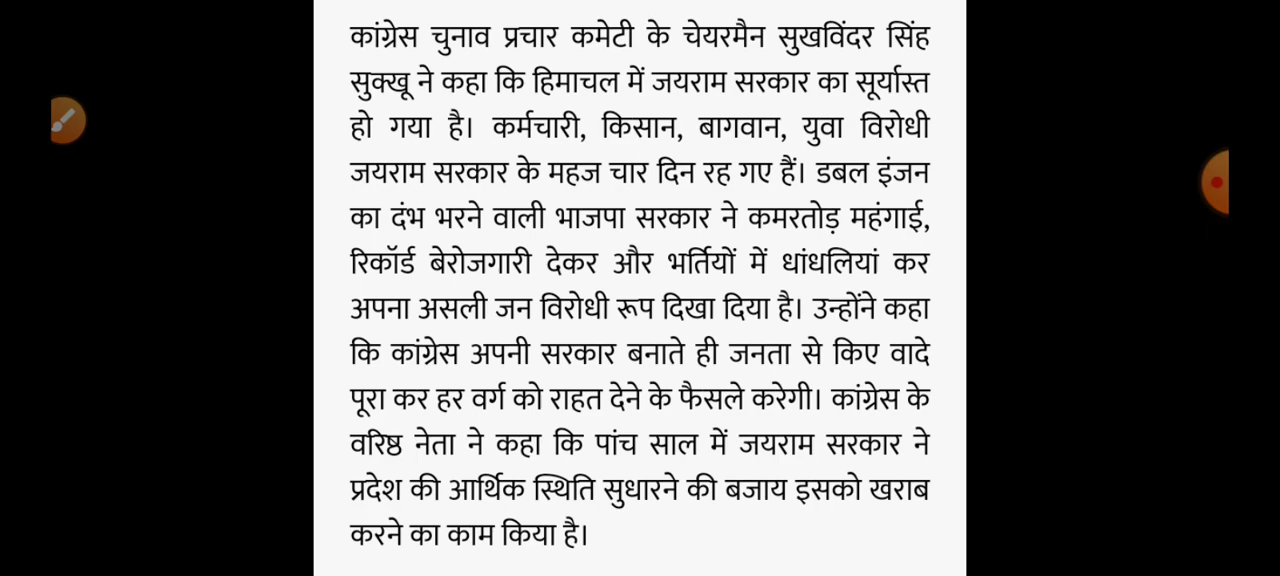 कांग्रेस चुनाव प्रचार कमेटी के चेयरमैन सुखविंदर सिंह
सुक्खू ने कहा कि हिमाचल में जयराम सरकार का सूर्यास्त
हो गया है। कर्मचारी, किसान, बागवान, युवा विरोधी
जयराम सरकार के महज चार दिन रह गए हैं। डबल इंजन
का दंभ भरने वाली भाजपा सरकार ने कमरतोड़ महंगाई,
रिकॉर्ड बेरोजगारी देकर और भर्तियों में धांधलियां कर
अपना असली जन विरोधी रूप दिखा दिया है। उन्होंने कहा
कि कांग्रेस अपनी सरकार बनाते ही जनता से किए वादे
पूरा कर हर वर्ग को राहत देने के फैसले करेगी। कांग्रेस के
वरिष्ठ नेता ने कहा कि पांच साल में जयराम सरकार ने
प्रदेश की आर्थिक स्थिति सुधारने की बजाय इसको खराब
करने का काम किया है।